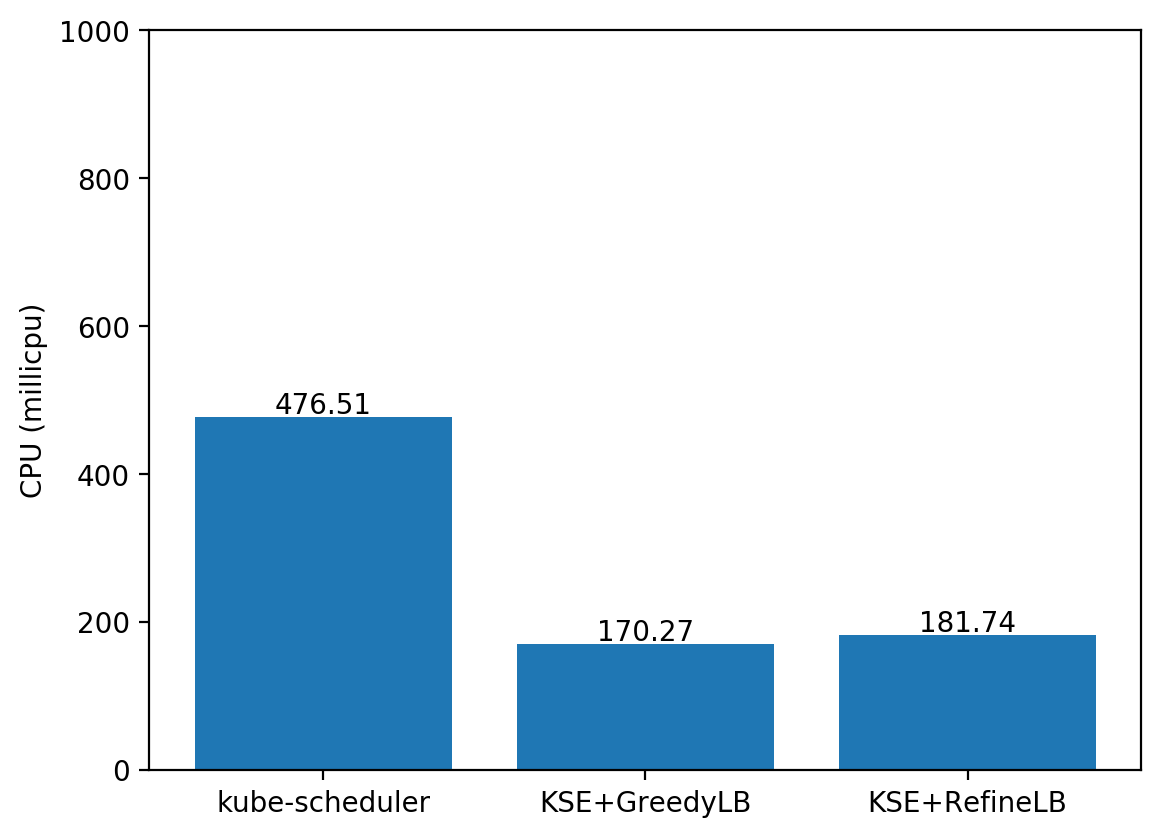 1000
800
600
400
200
0
CPU (millicpu)
476.51
170.27
181.74
kube-scheduler
KSE+GreedyLB
KSE+RefineLB